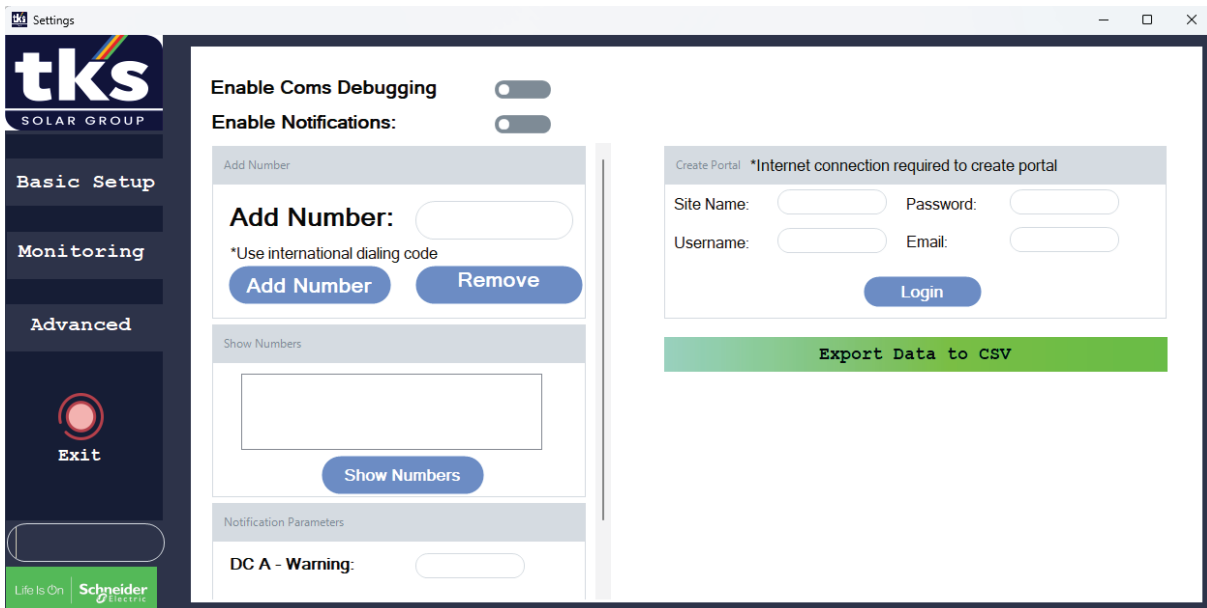 tks Settings
tks
SOLAR GROUP
Basic Setup
Monitoring
Advanced
Exit
Life Is On Schneider Electric
Enable Coms Debugging
Enable Notifications:
Add Number
Add Number:
*Use international dialing code
Add Number Remove
Show Numbers
Show Numbers
Notification Parameters
DC A - Warning:
Create Portal *Internet connection required to create portal
Site Name: Password:
Username: Email:
Login
Export Data to CSV